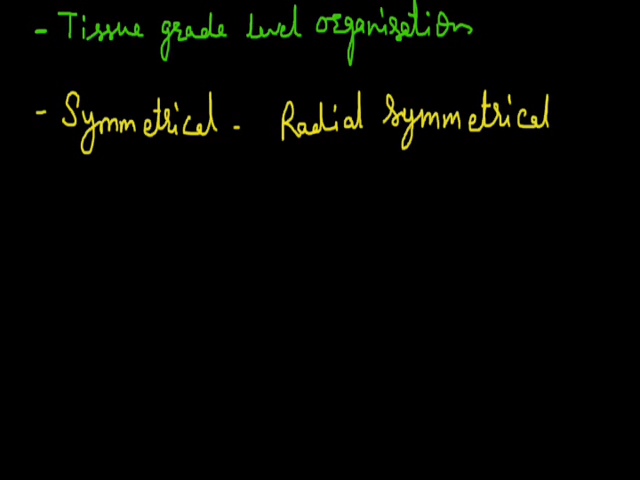 - Tissue grade level organisation
- Symmetrical - Radial symmetrical